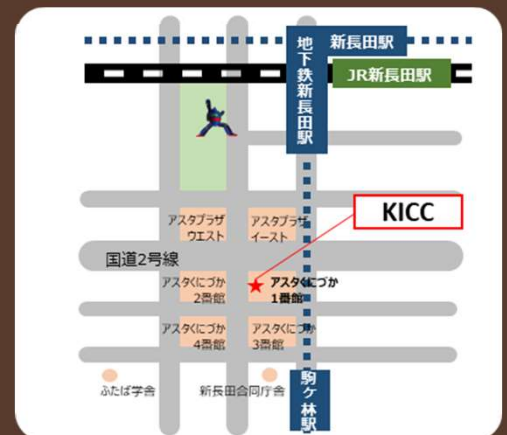 新長田駅
JR新長田駅
地下鉄新長田駅
KICC
アスタプラザ
ウエスト
アスタプラザ
イースト
国道2号線
アスタくにづか
2番館
アスタくにづか
1番館
アスタくにづか
4番館
アスタくにづか
3番館
ふたば学舎
新長田合同庁舎
駒ヶ林駅